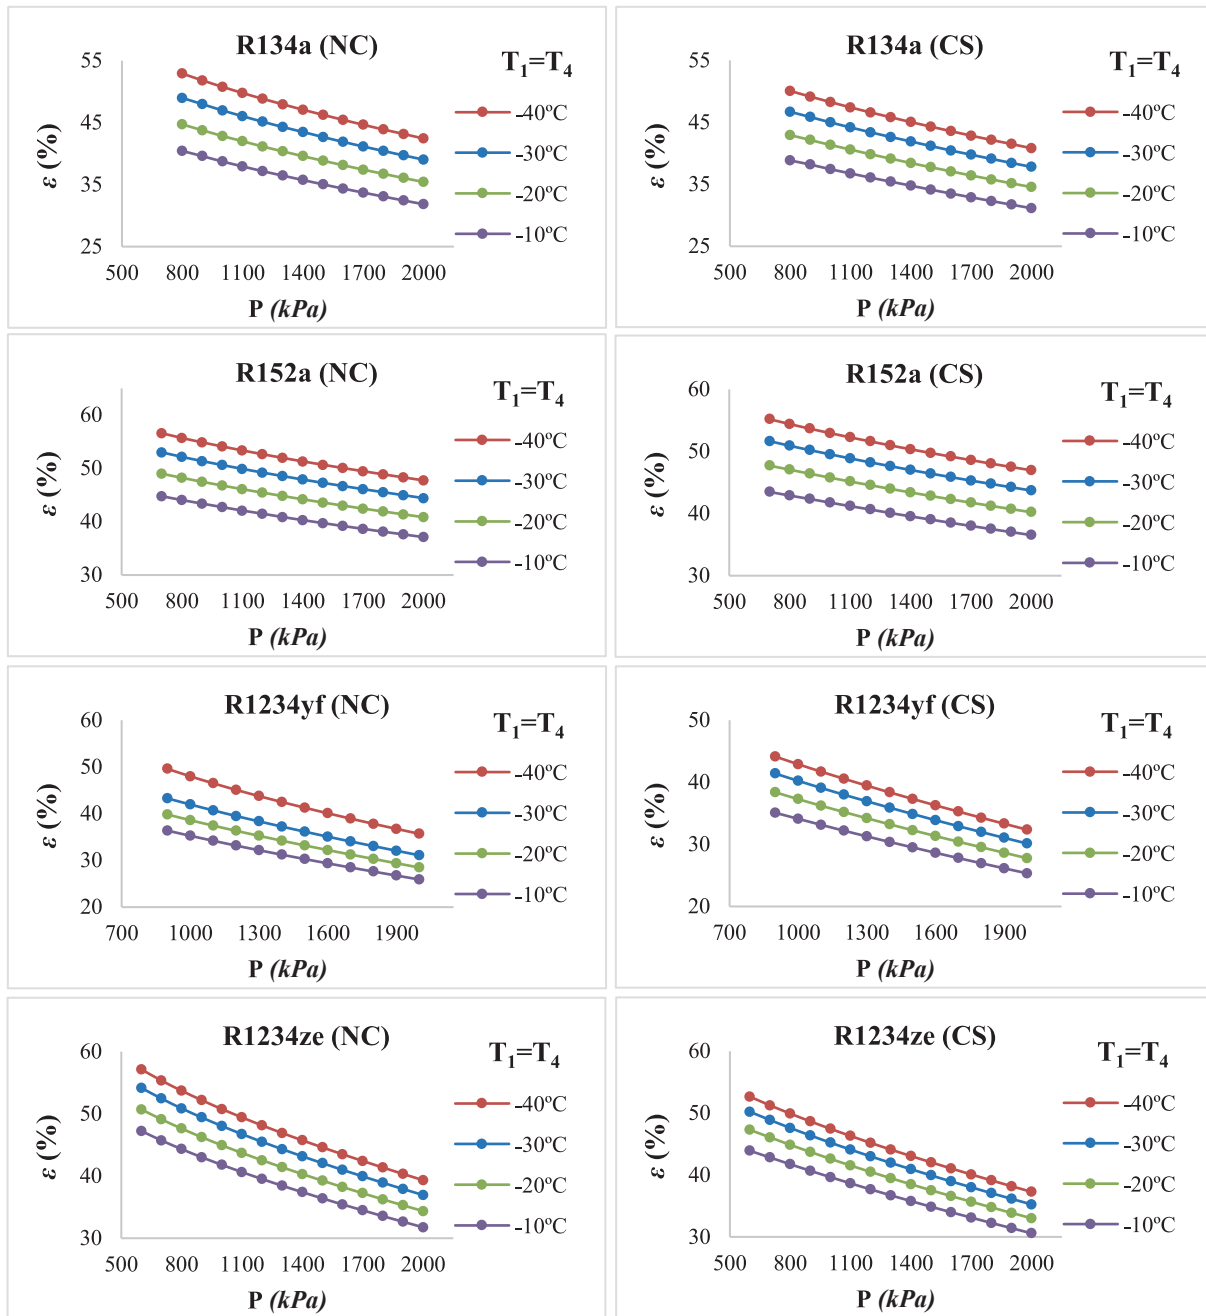 R134a (NC)
T1=T4
55
45
35
25
ε (%)
-40ºC
-30ºC
-20ºC
-10ºC
500 800 1100 1400 1700 2000
P (kPa)
R134a (CS)
T1=T4
55
45
35
25
ε (%)
-40ºC
-30ºC
-20ºC
-10ºC
500 800 1100 1400 1700 2000
P (kPa)
R152a (NC)
T1=T4
60
50
40
30
ε (%)
-40ºC
-30ºC
-20ºC
-10ºC
500 800 1100 1400 1700 2000
P (kPa)
R152a (CS)
T1=T4
60
50
40
30
ε (%)
-40ºC
-30ºC
-20ºC
-10ºC
500 800 1100 1400 1700 2000
P (kPa)
R1234yf (NC)
T1=T4
60
50
40
30
20
ε (%)
-40ºC
-30ºC
-20ºC
-10ºC
700 1000 1300 1600 1900
P (kPa)
R1234yf (CS)
T1=T4
50
40
30
20
ε (%)
-40ºC
-30ºC
-20ºC
-10ºC
700 1000 1300 1600 1900
P (kPa)
R1234ze (NC)
T1=T4
60
50
40
30
ε (%)
-40ºC
-30ºC
-20ºC
-10ºC
500 800 1100 1400 1700 2000
P (kPa)
R1234ze (CS)
T1=T4
60
50
40
30
ε (%)
-40ºC
-30ºC
-20ºC
-10ºC
500 800 1100 1400 1700 2000
P (kPa)